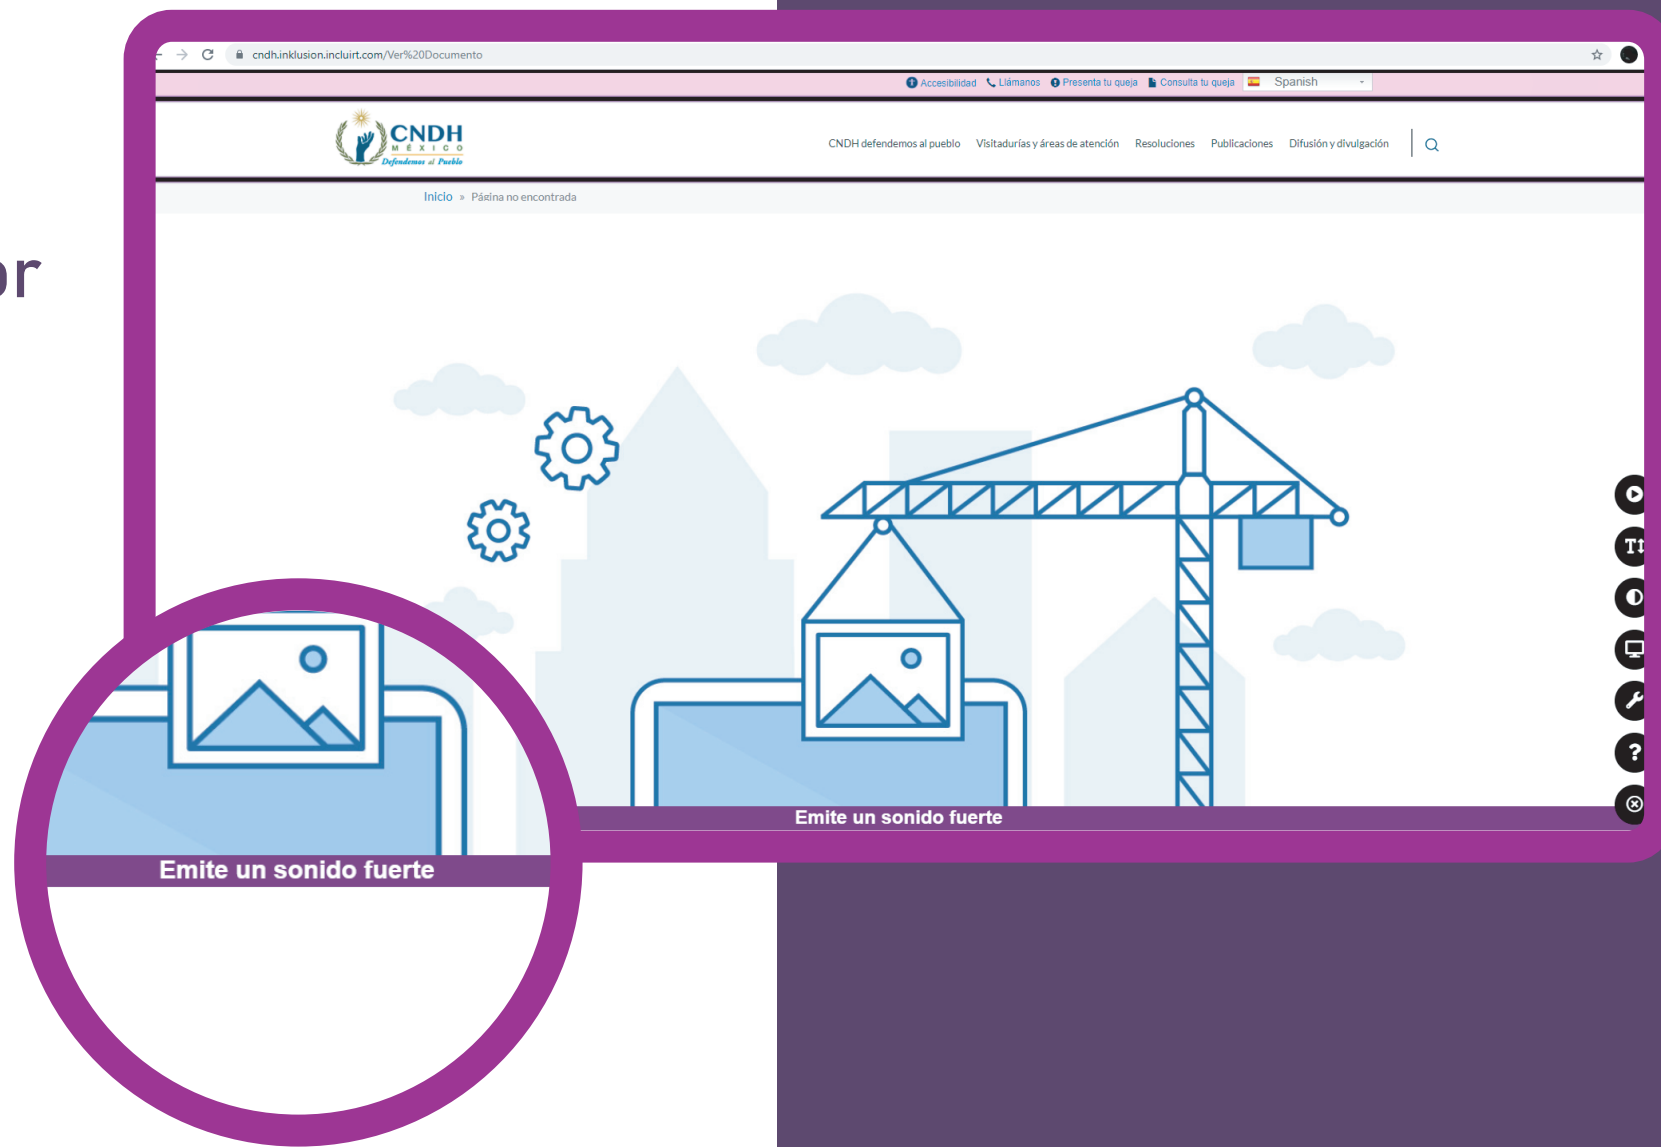 cndh.inklusion.incluirt.com/Ver%20Documento
Accesibilidad Llámanos Presenta tu queja Consulta tu queja Spanish
CNDH
MÉXICO
Defendemos al Pueblo
CNDH defendemos al pueblo Visitadurías y áreas de atención Resoluciones Publicaciones Difusión y divulgación
Inicio » Página no encontrada
or
Emite un sonido fuerte
Emite un sonido fuerte